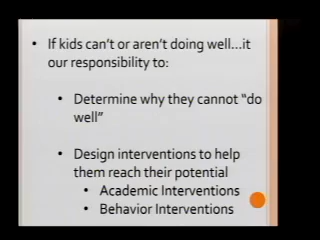 • If kids can't or aren't doing well...it
our responsibility to:
• Determine why they cannot "do
well"
• Design interventions to help
them reach their potential
• Academic Interventions
• Behavior Interventions